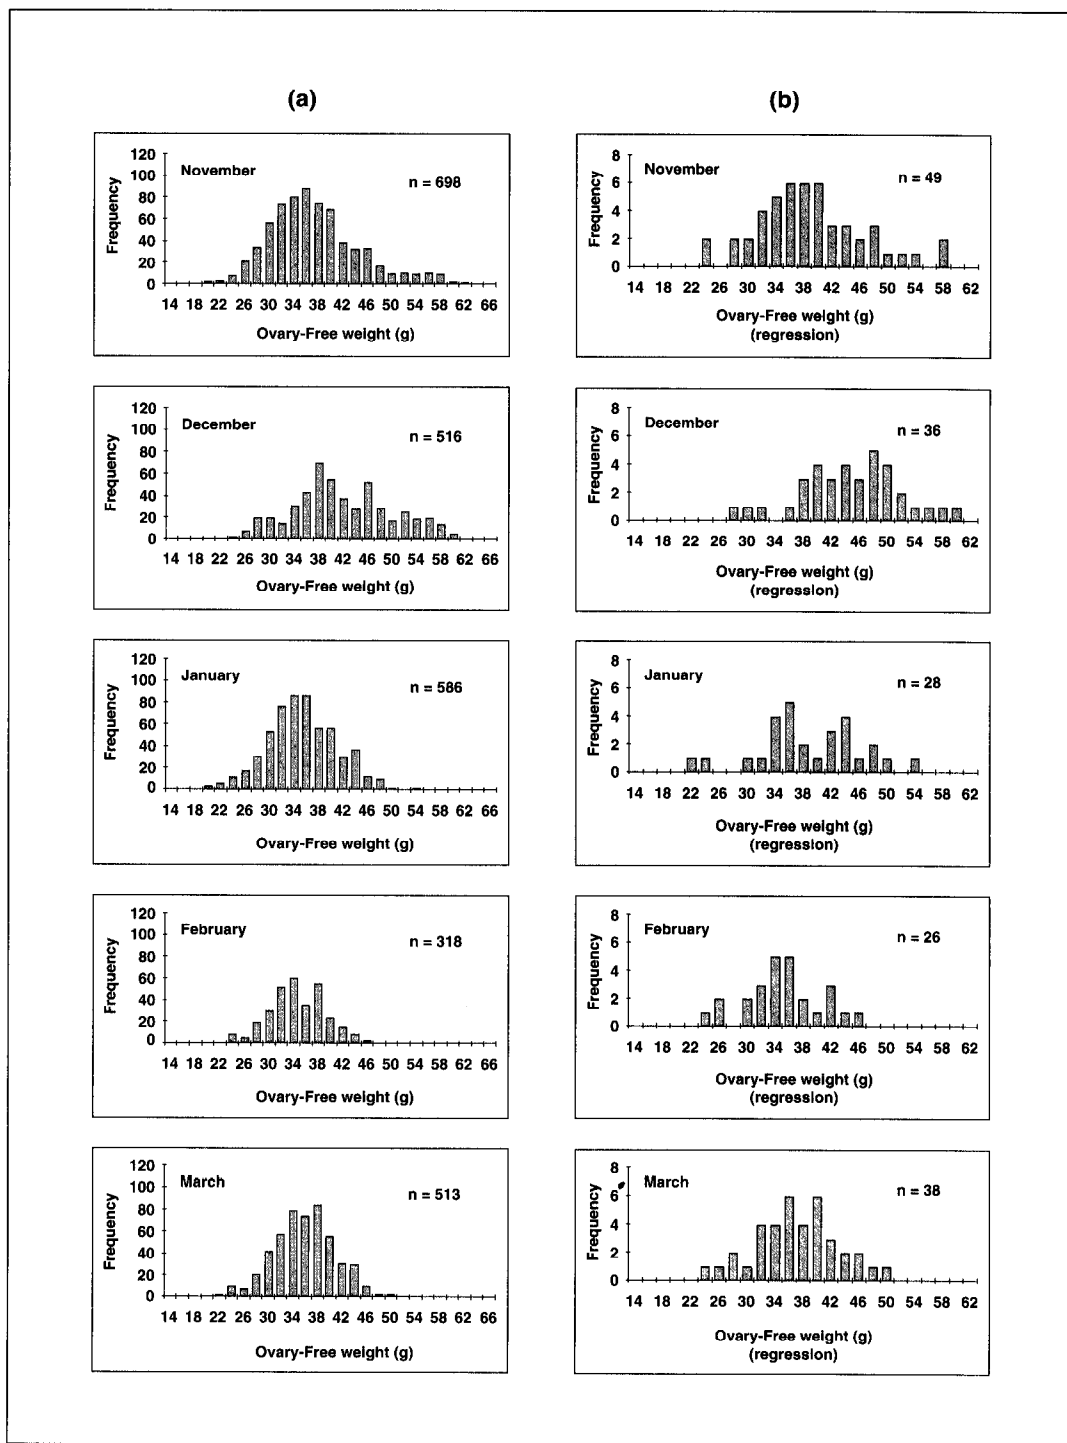 (a)
(b)
November
n = 698
Frequency
120
100
80
60
40
20
0
14 18 22 26 30 34 38 42 46 50 54 58 62 66
Ovary-Free weight (g)
November
n = 49
Frequency
8
6
4
2
0
14 18 22 26 30 34 38 42 46 50 54 58 62
Ovary-Free weight (g)
(regression)
December
n = 516
Frequency
120
100
80
60
40
20
0
14 18 22 26 30 34 38 42 46 50 54 58 62 66
Ovary-Free weight (g)
December
n = 36
Frequency
8
6
4
2
0
14 18 22 26 30 34 38 42 46 50 54 58 62
Ovary-Free weight (g)
(regression)
January
n = 586
Frequency
120
100
80
60
40
20
0
14 18 22 26 30 34 38 42 46 50 54 58 62 66
Ovary-Free weight (g)
January
n = 28
Frequency
8
6
4
2
0
14 18 22 26 30 34 38 42 46 50 54 58 62
Ovary-Free weight (g)
(regression)
February
n = 318
Frequency
120
100
80
60
40
20
0
14 18 22 26 30 34 38 42 46 50 54 58 62 66
Ovary-Free weight (g)
February
n = 26
Frequency
8
6
4
2
0
14 18 22 26 30 34 38 42 46 50 54 58 62
Ovary-Free weight (g)
(regression)
March
n = 513
Frequency
120
100
80
60
40
20
0
14 18 22 26 30 34 38 42 46 50 54 58 62 66
Ovary-Free weight (g)
March
n = 38
Frequency
8
6
4
2
0
14 18 22 26 30 34 38 42 46 50 54 58 62
Ovary-Free weight (g)
(regression)